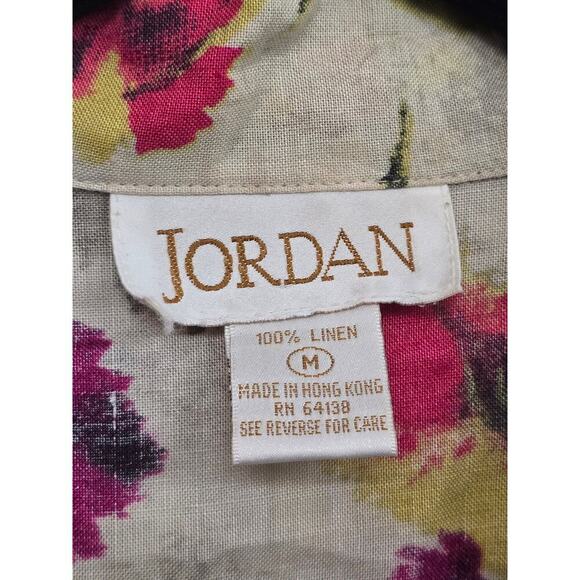 JORDAN
100% LINEN
M
MADE IN HONG KONG
RN 64138
SEE REVERSE FOR CARE